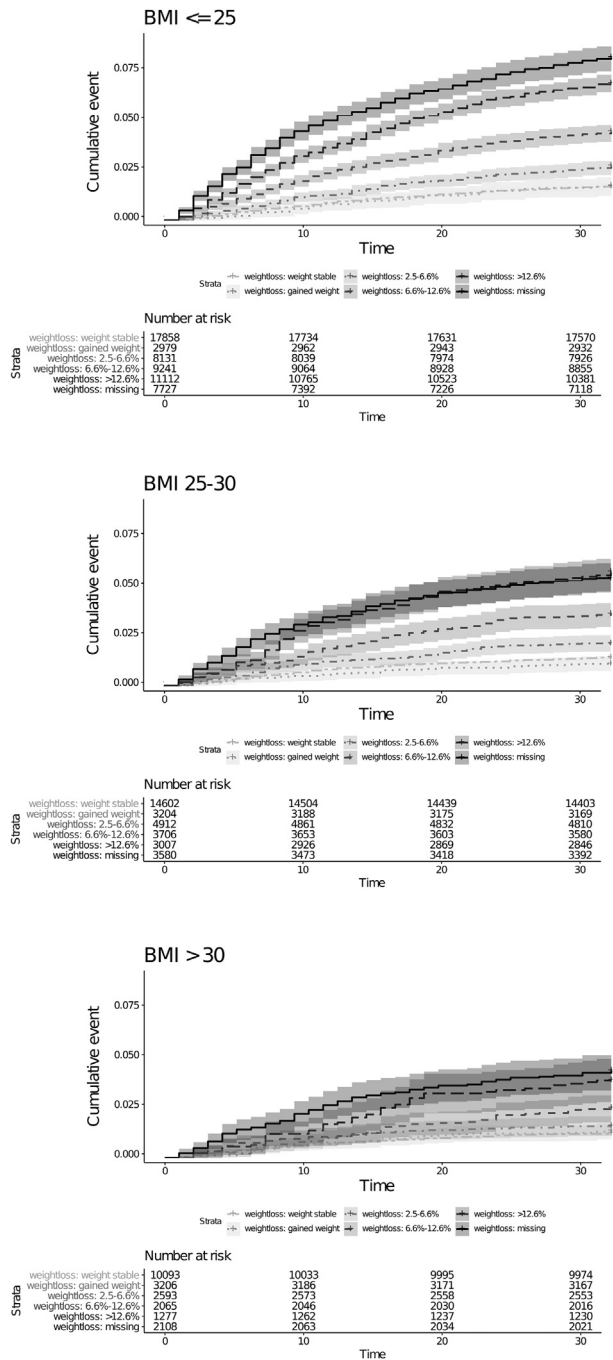 BMI <=25
Cumulative event
0.075
0.050
0.025
0.000
0 10 20 30
Time
Strata
weightloss: weight stable weightloss: 2.5-6.6% weightloss: >12.6%
weightloss: gained weight weightloss: 6.6%-12.6% weightloss: missing
Number at risk
Strata
weightloss: weight stable 17858 17734 17631 17570
weightloss: gained weight 2979 2962 2943 2932
weightloss: 2.5-6.6% 8131 8039 7974 7926
weightloss: 6.6%-12.6% 9241 9064 8928 8855
weightloss: >12.6% 11112 10765 10523 10381
weightloss: missing 7727 7392 7226 7118
0 10 20 30
Time
BMI 25-30
Cumulative event
0.075
0.050
0.025
0.000
0 10 20 30
Time
Strata
weightloss: weight stable weightloss: 2.5-6.6% weightloss: >12.6%
weightloss: gained weight weightloss: 6.6%-12.6% weightloss: missing
Number at risk
Strata
weightloss: weight stable 14602 14504 14439 14403
weightloss: gained weight 3204 3188 3175 3169
weightloss: 2.5-6.6% 4912 4861 4832 4810
weightloss: 6.6%-12.6% 3706 3653 3603 3580
weightloss: >12.6% 3007 2926 2869 2846
weightloss: missing 3580 3473 3418 3392
0 10 20 30
Time
BMI >30
Cumulative event
0.075
0.050
0.025
0.000
0 10 20 30
Time
Strata
weightloss: weight stable weightloss: 2.5-6.6% weightloss: >12.6%
weightloss: gained weight weightloss: 6.6%-12.6% weightloss: missing
Number at risk
Strata
weightloss: weight stable 10093 10033 9995 9974
weightloss: gained weight 3206 3186 3171 3167
weightloss: 2.5-6.6% 2593 2573 2558 2553
weightloss: 6.6%-12.6% 2065 2046 2030 2016
weightloss: >12.6% 1277 1262 1237 1230
weightloss: missing 2108 2063 2034 2021
0 10 20 30
Time